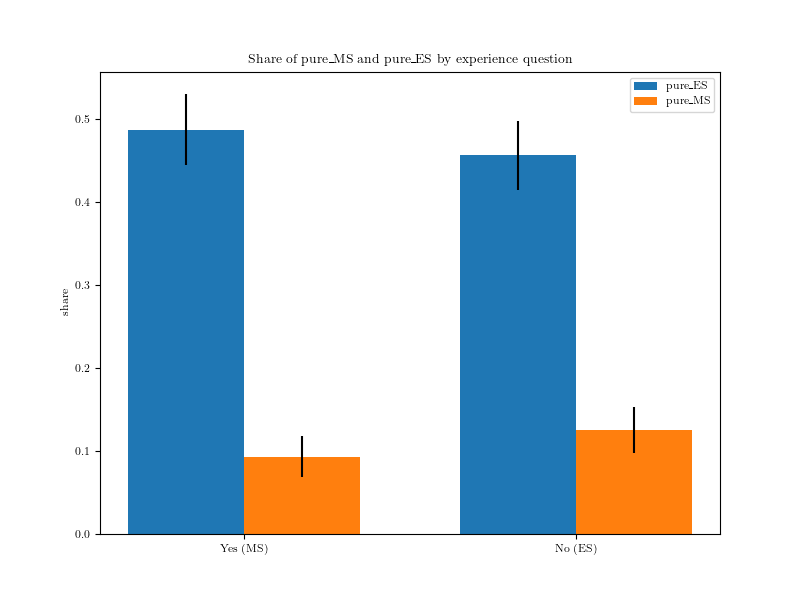 Share of pure_MS and pure_ES by experience question
pure_ES
pure_MS
share
0.5
0.4
0.3
0.2
0.1
0.0
Yes (MS)
No (ES)